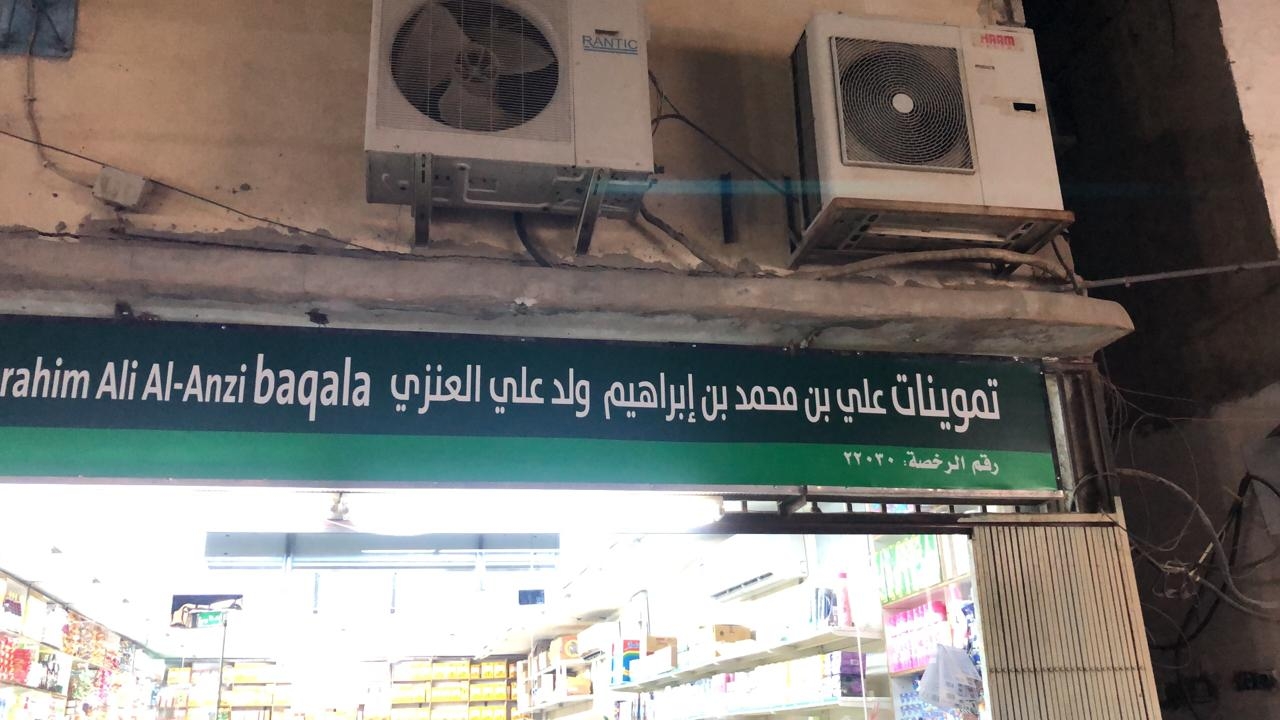 RANTIC
تموينات علي بن محمد بن إبراهيم ولد علي العنزي rahim Ali Al-Anzi baqala
رقم الرخصة: ٢٢٠٣٠